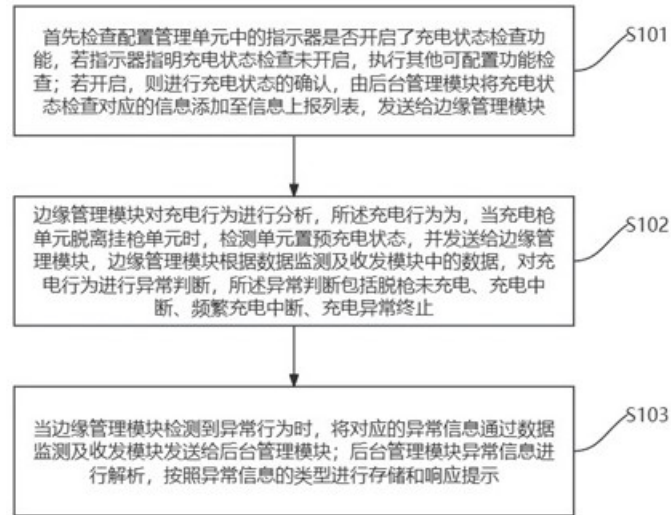 首先检查配置管理单元中的指示器是否开启了充电状态检查功
能，若指示器指明充电状态检查未开启，执行其他可配置功能检
查；若开启，则进行充电状态的确认，由后台管理模块将充电状
态检查对应的信息添加至信息上报列表，发送给边缘管理模块
S101
边缘管理模块对充电行为进行分析，所述充电行为为，当充电枪
单元脱离挂枪单元时，检测单元置预充电状态，并发送给边缘管
理模块，边缘管理模块根据数据监测及收发模块中的数据，对充
电行为进行异常判断，所述异常判断包括脱枪未充电、充电中
断、频繁充电中断、充电异常终止
S102
当边缘管理模块检测到异常行为时，将对应的异常信息通过数据
监测及收发模块发送给后台管理模块；后台管理模块异常信息进
行解析，按照异常信息的类型进行存储和响应提示
S103